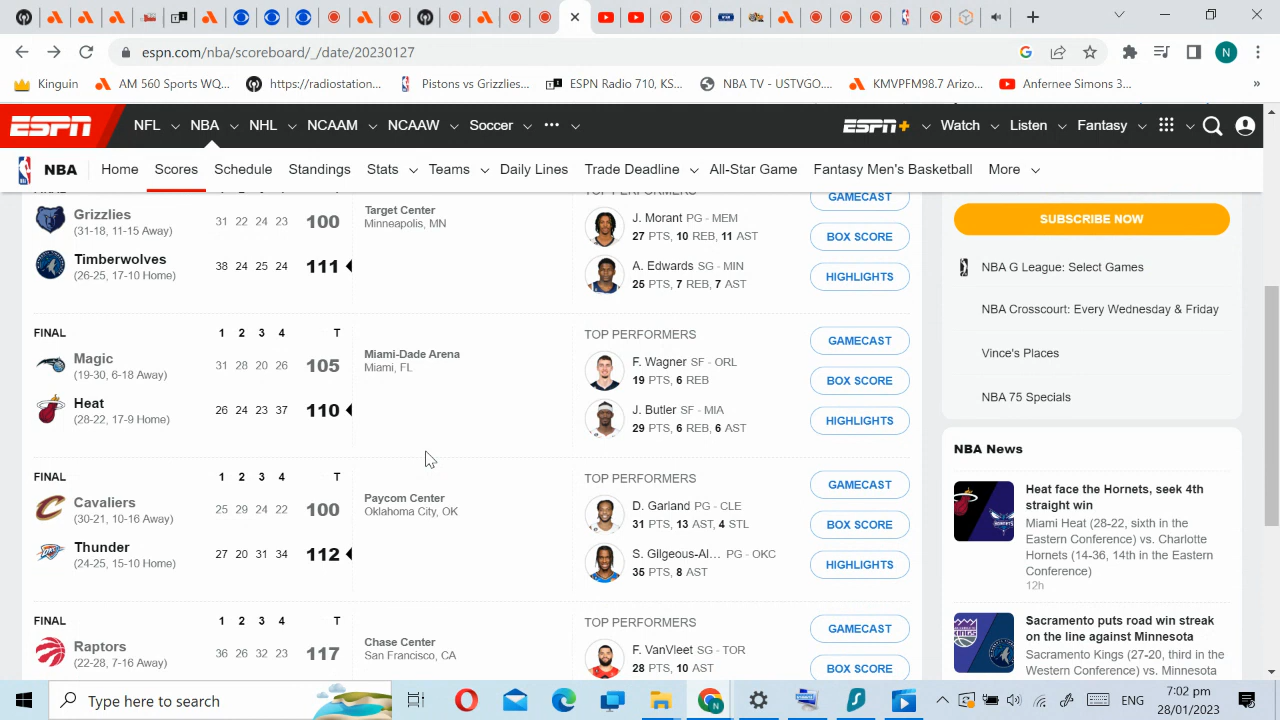 espn.com/nba/scoreboard/_/date/20230127
N
Kinguin
AM 560 Sports WQ...
https://radiostation...
Pistons vs Grizzlies...
ESPN Radio 710, KS...
NBA TV - USTVGO...
KMVPFM98.7 Arizo...
Anfernee Simons 3...
»
ESPN NFL NBA NHL NCAAM NCAAW Soccer ••• ESPN+ Watch Listen Fantasy
NBA Home Scores Schedule Standings Stats Teams Daily Lines Trade Deadline All-Star Game Fantasy Men's Basketball More
TOP PERFORMERS
GAMECAST
Grizzlies 31 22 24 23 100
(31-18, 11-15 Away)
Timberwolves 38 24 25 24 111
(26-25, 17-10 Home)
Target Center
Minneapolis, MN
J. Morant PG - MEM
27 PTS, 10 REB, 11 AST
A. Edwards SG - MIN
25 PTS, 7 REB, 7 AST
BOX SCORE
HIGHLIGHTS
FINAL 1 2 3 4 T
Magic 31 28 20 26 105
(19-30, 6-18 Away)
Heat 26 24 23 37 110
(28-22, 17-9 Home)
Miami-Dade Arena
Miami, FL
TOP PERFORMERS
F. Wagner SF - ORL
19 PTS, 6 REB
J. Butler SF - MIA
29 PTS, 6 REB, 6 AST
GAMECAST
BOX SCORE
HIGHLIGHTS
FINAL 1 2 3 4 T
Cavaliers 25 29 24 22 100
(30-21, 10-16 Away)
Thunder 27 20 31 34 112
(24-25, 15-10 Home)
Paycom Center
Oklahoma City, OK
TOP PERFORMERS
D. Garland PG - CLE
31 PTS, 13 AST, 4 STL
S. Gilgeous-Al... PG - OKC
35 PTS, 8 AST
GAMECAST
BOX SCORE
HIGHLIGHTS
FINAL 1 2 3 4 T
Raptors 36 26 32 23 117
(22-28, 7-16 Away)
Chase Center
San Francisco, CA
TOP PERFORMERS
F. VanVleet SG - TOR
28 PTS, 10 AST
GAMECAST
BOX SCORE
SUBSCRIBE NOW
NBA G League: Select Games
NBA Crosscourt: Every Wednesday & Friday
Vince's Places
NBA 75 Specials
NBA News
Heat face the Hornets, seek 4th
straight win
Miami Heat (28-22, sixth in the
Eastern Conference) vs. Charlotte
Hornets (14-36, 14th in the Eastern
Conference)
12h
Sacramento puts road win streak
on the line against Minnesota
Sacramento Kings (27-20, third in the
Western Conference) vs. Minnesota
Type here to search
ENG
7:02 pm
28/01/2023